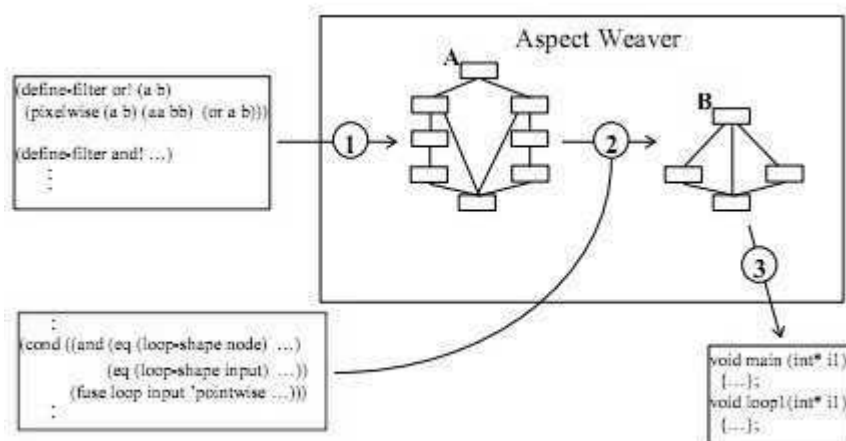 Aspect Weaver
A
B
(define-filter or! (a b)
(pixelwise (a b) (aa bb) (or a b)))
(define-filter and! ...)
:
:
1
2
3
:
(cond ((and (eq (loop-shape node) ...)
(eq (loop-shape input) ...))
(fuse loop input 'pointwise ...)))
:
void main (int* i1)
{...};
void loop1(int* i1)
{...};